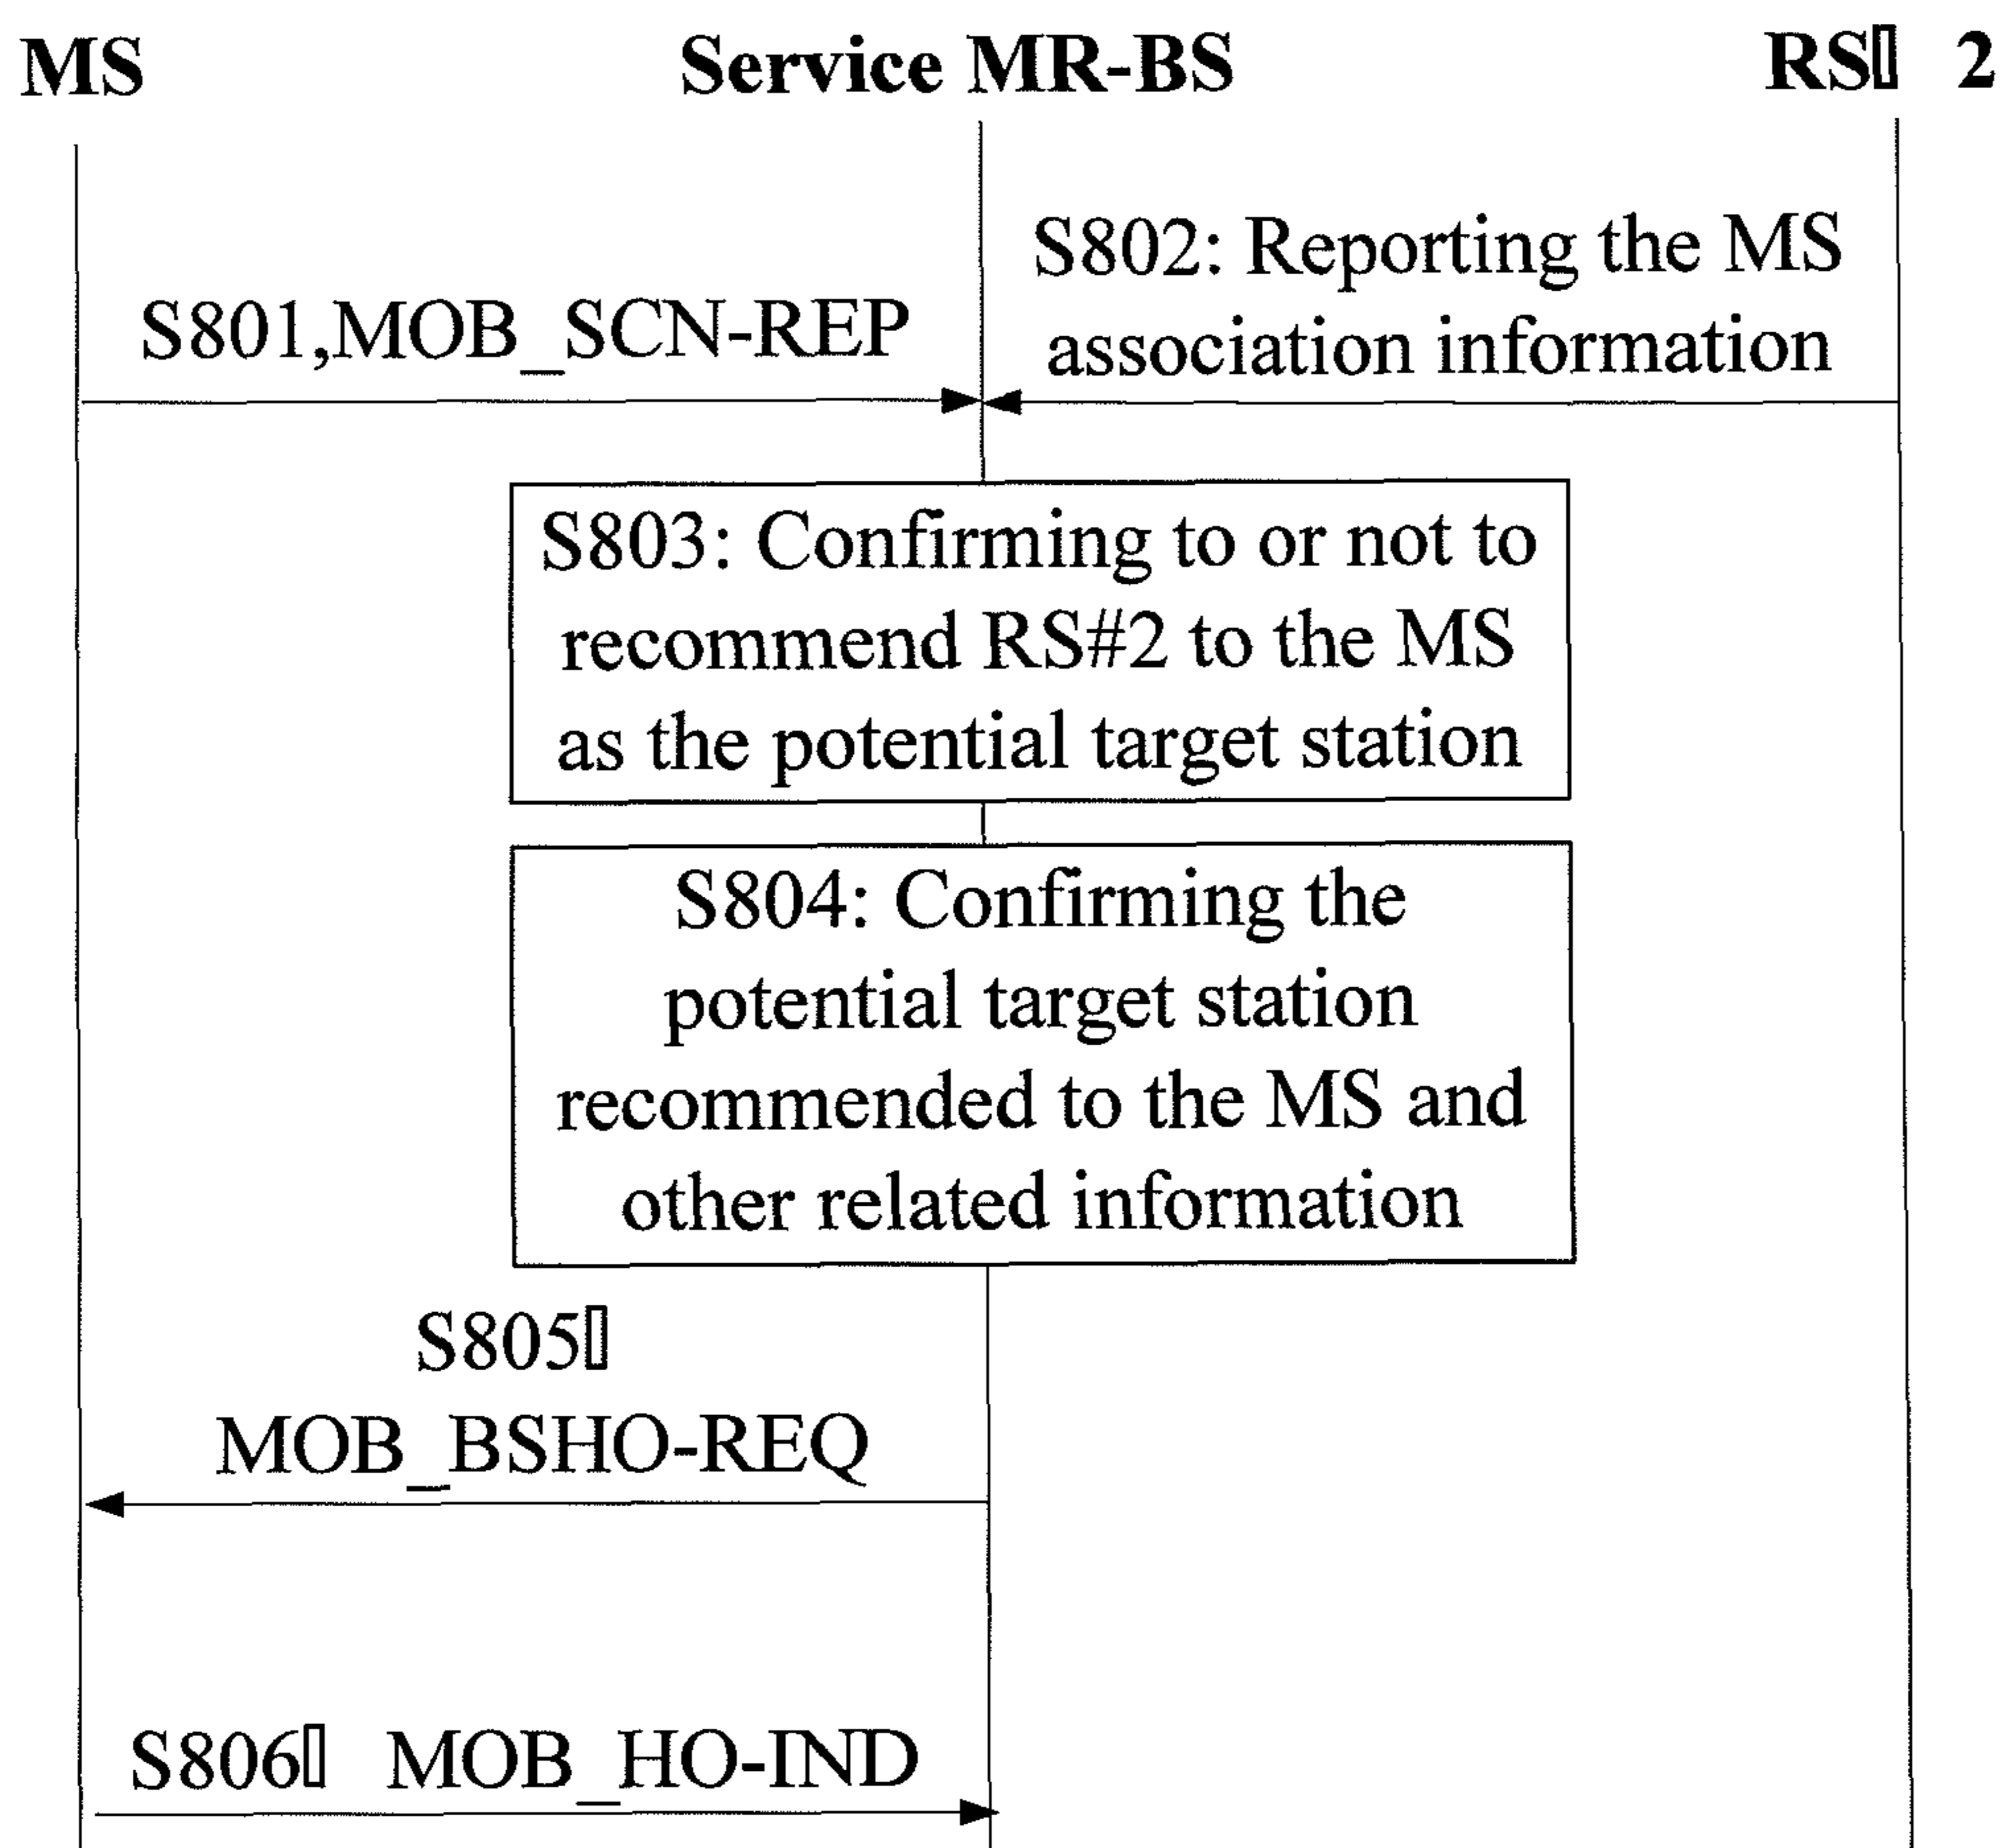 MS
Service MR-BS
RS▯ 2
S802: Reporting the MS
association information
S801,MOB_SCN-REP
S803: Confirming to or not to
recommend RS#2 to the MS
as the potential target station
S804: Confirming the
potential target station
recommended to the MS and
other related information
S805▯
MOB_BSHO-REQ
S806▯ MOB_HO-IND